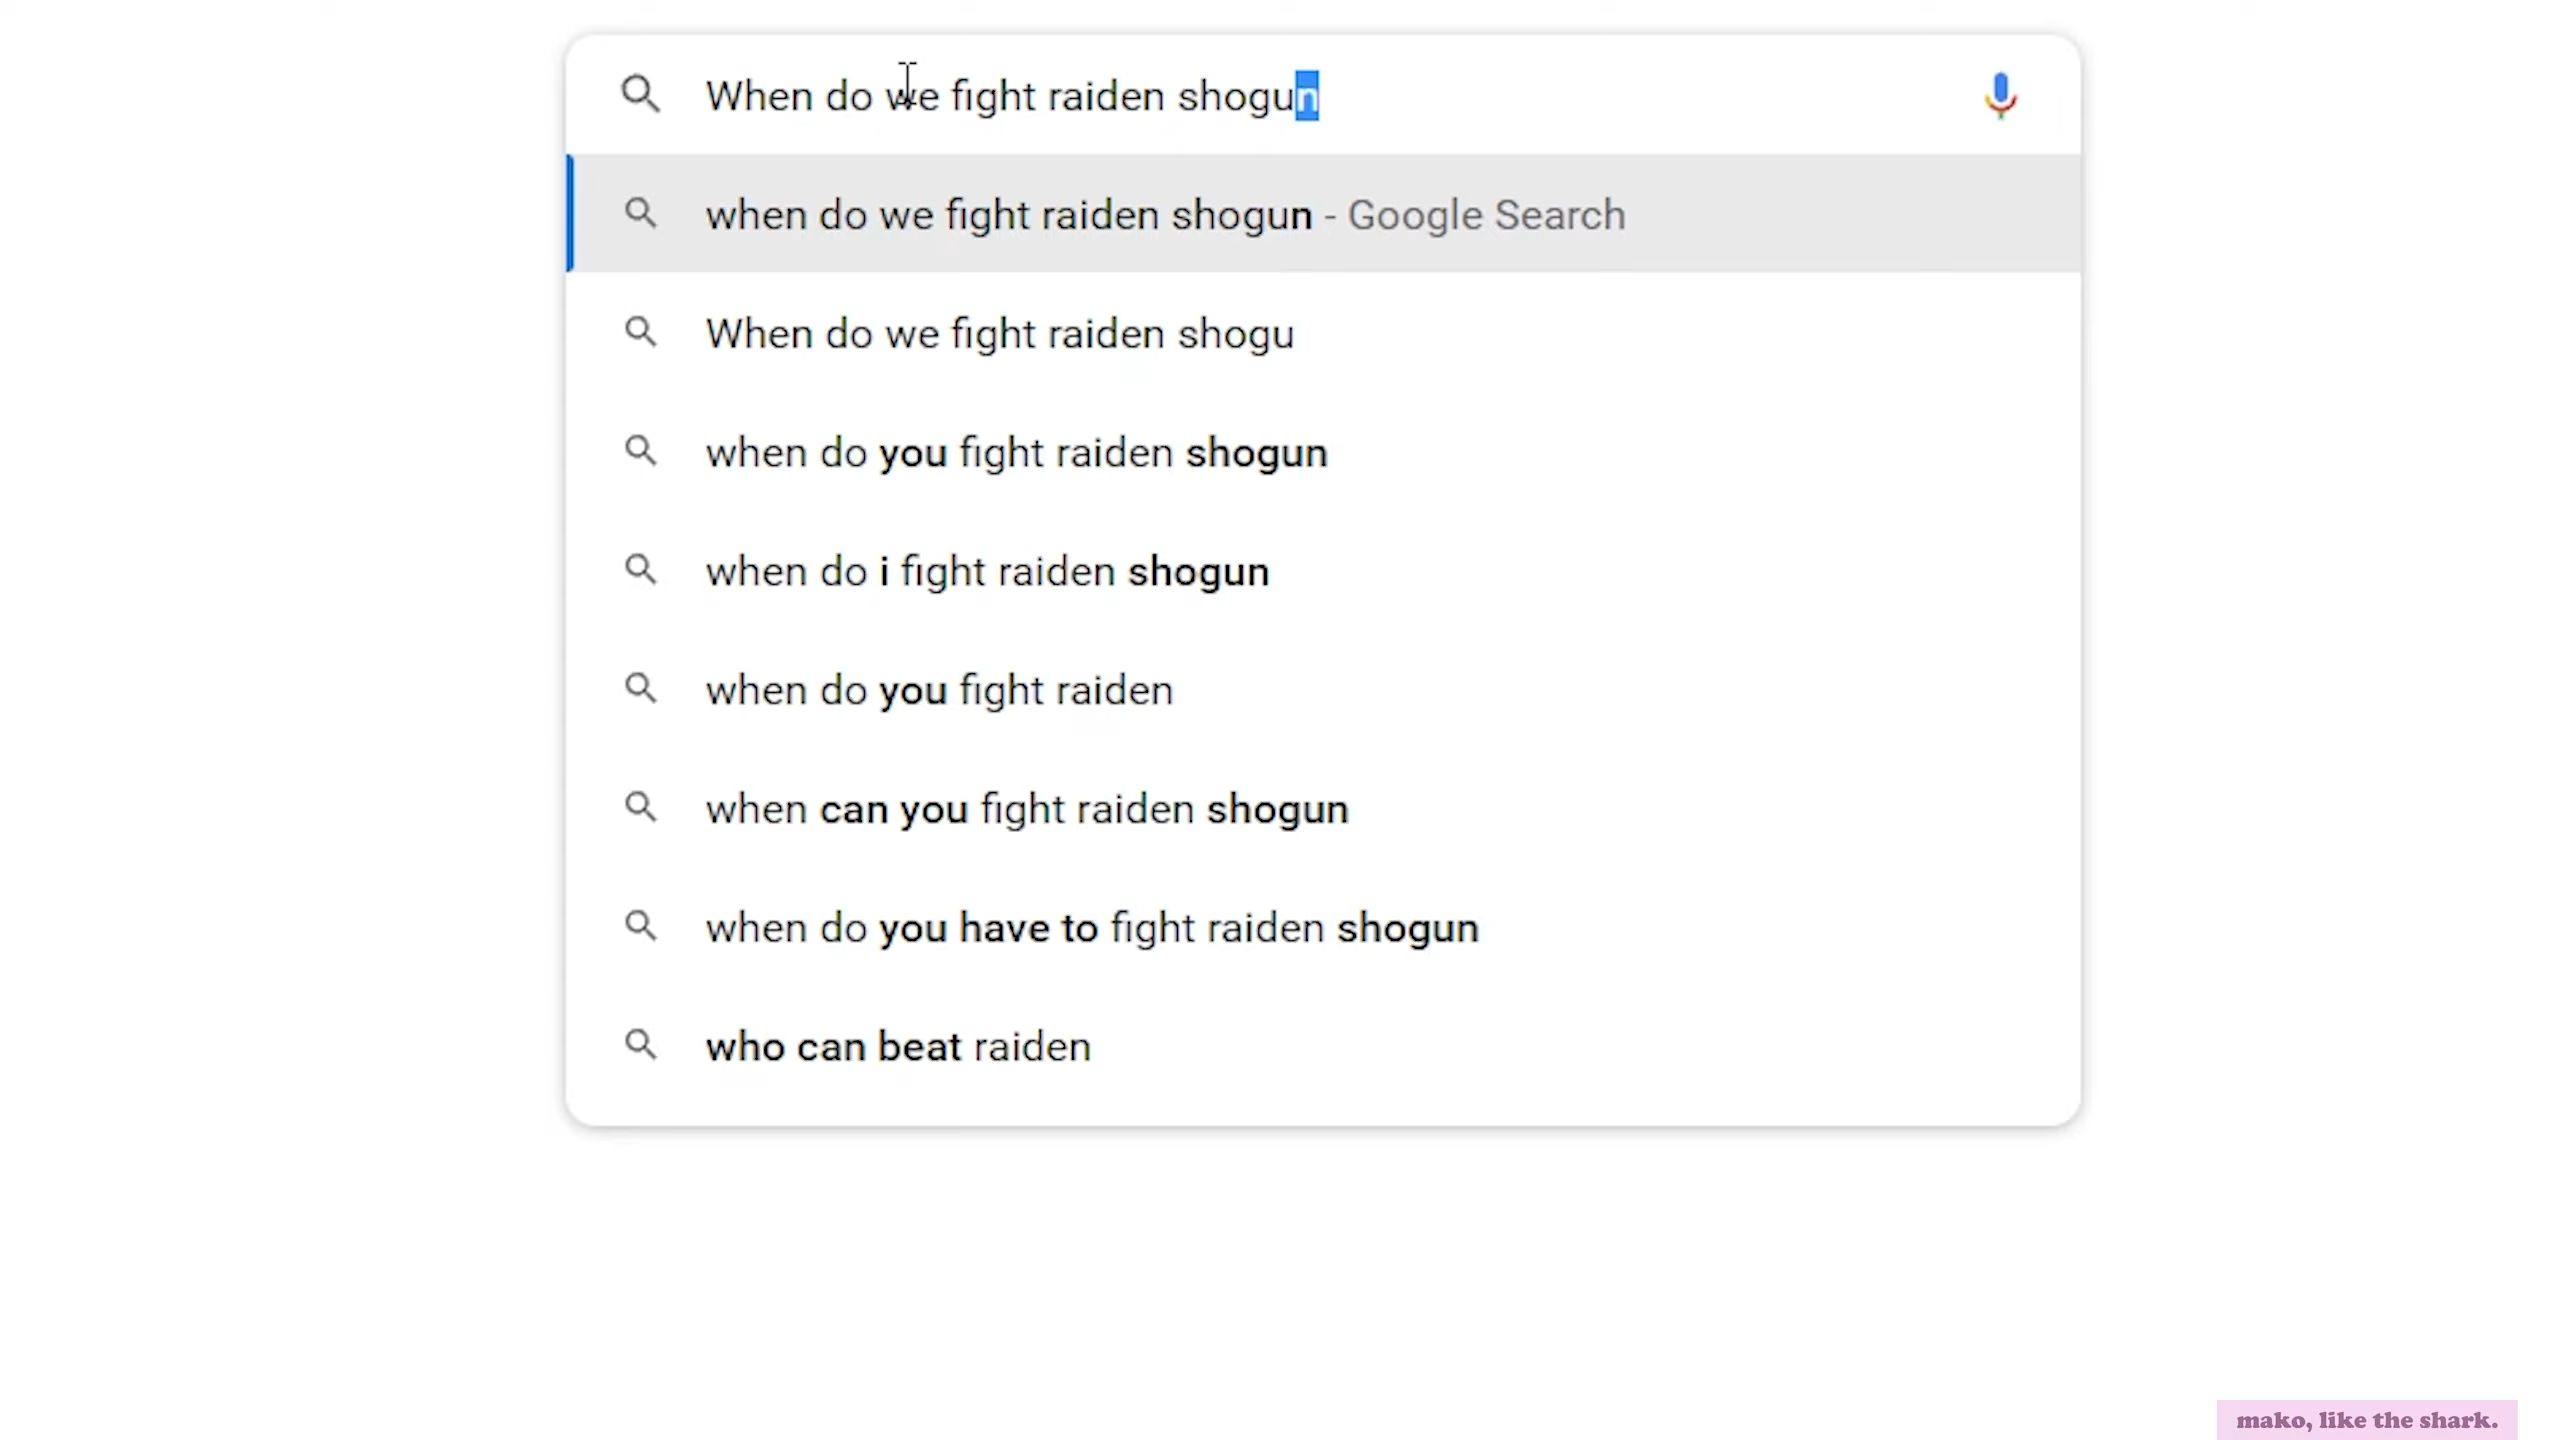 When do we fight raiden shogun
when do we fight raiden shogun - Google Search
When do we fight raiden shogu
when do you fight raiden shogun
when do i fight raiden shogun
when do you fight raiden
when can you fight raiden shogun
when do you have to fight raiden shogun
who can beat raiden
mako, like the shark.